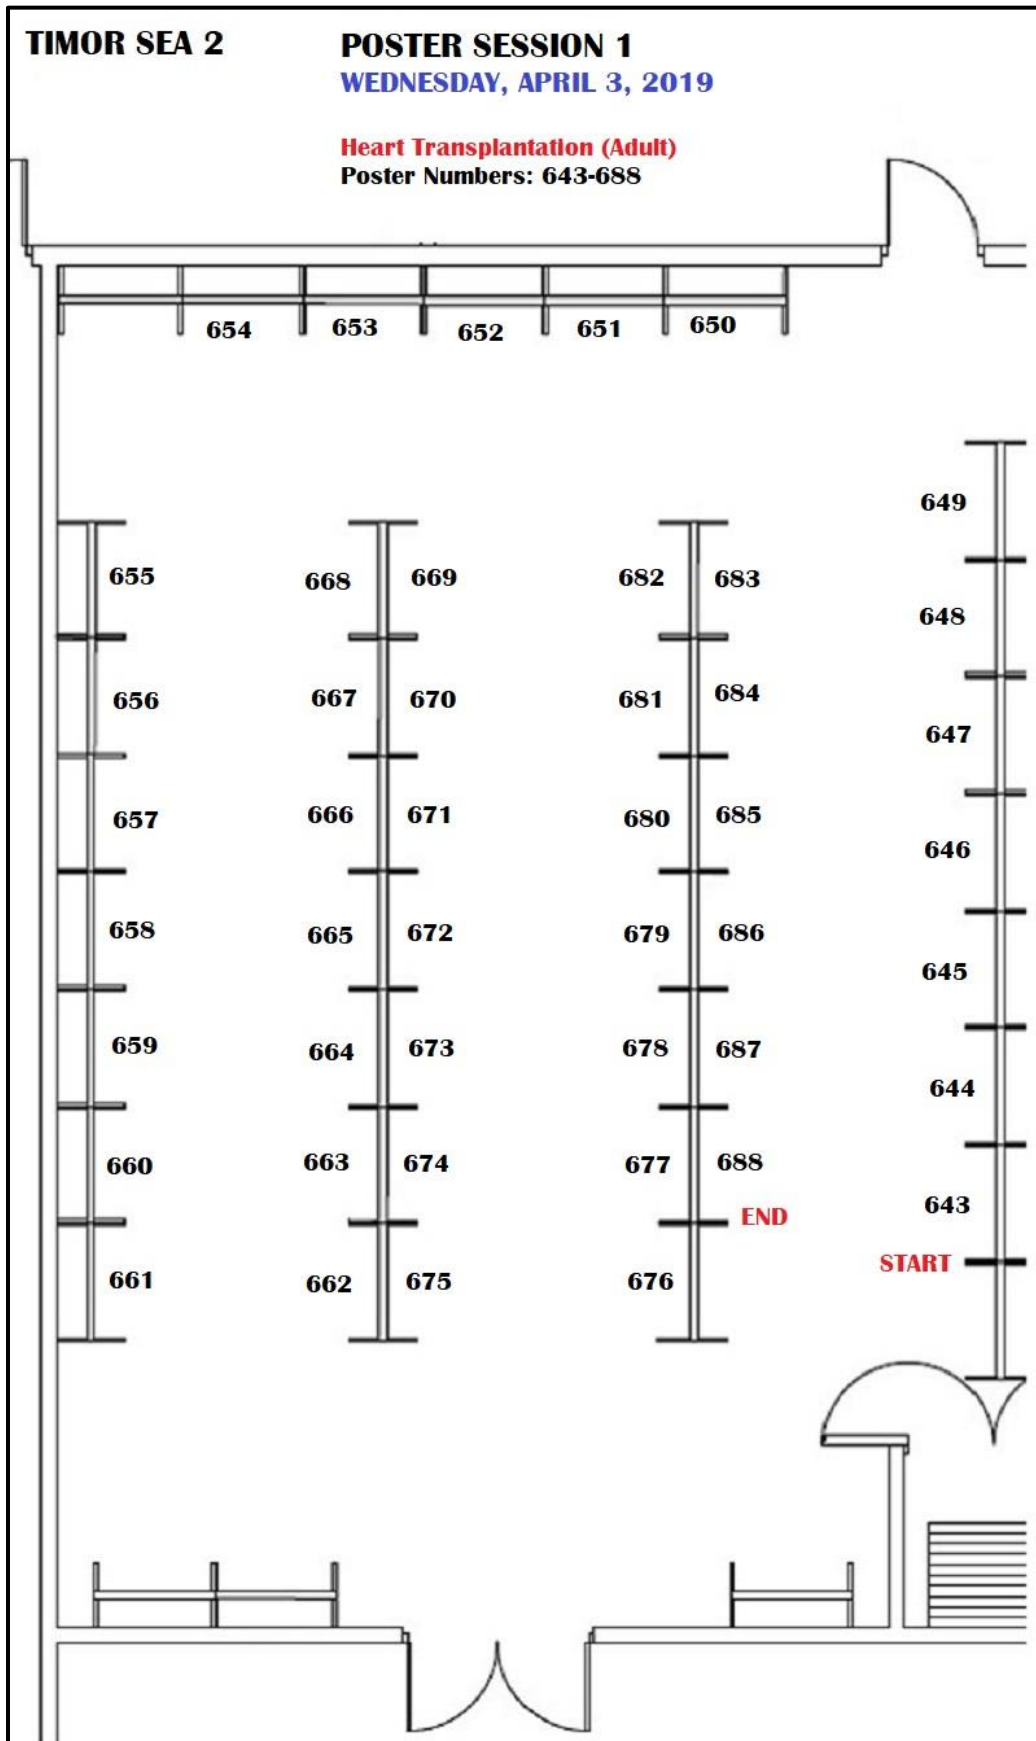 TIMOR SEA 2
POSTER SESSION 1
WEDNESDAY, APRIL 3, 2019
Heart Transplantation (Adult)
Poster Numbers: 643-688
654 653 652 651 650
649
655 668 669 682 683
648
656 667 670 681 684
647
657 666 671 680 685
646
658 665 672 679 686
645
659 664 673 678 687
644
660 663 674 677 688
643
END
START
661 662 675 676